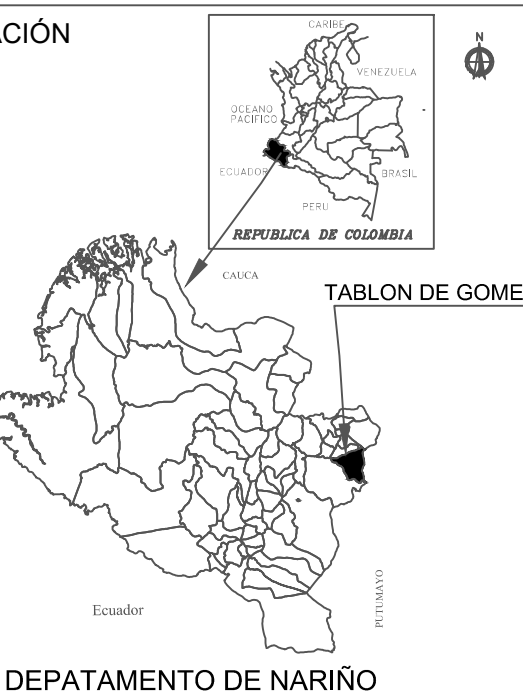 ACIÓN
N
CARIBE
VENEZUELA
OCEANO
PACIFICO
ECUADOR
BRASIL
PERU
REPUBLICA DE COLOMBIA
CAUCA
TABLON DE GOME
Ecuador
PUTUMAYO
DEPATAMENTO DE NARIÑO